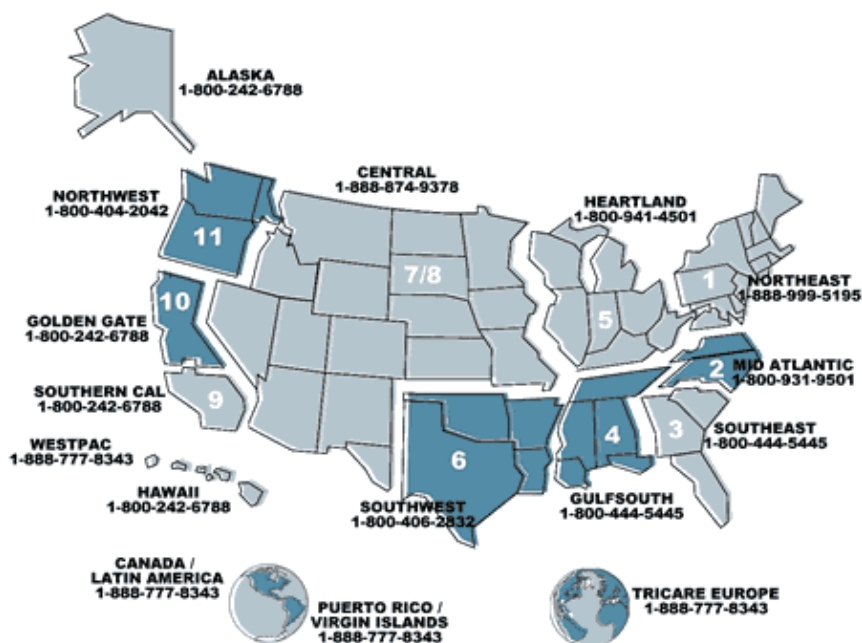 ALASKA
1-800-242-6788
CENTRAL
1-888-874-9378
NORTHWEST
1-800-404-2042
HEARTLAND
1-800-941-4501
11
7/8
1
NORTHEAST
1-888-999-5195
10
5
GOLDEN GATE
1-800-242-6788
2
MID ATLANTIC
1-800-931-9501
SOUTHERN CAL
1-800-242-6788
9
3
SOUTHEAST
1-800-444-5445
4
WESTPAC
1-888-777-8343
6
HAWAII
1-800-242-6788
SOUTHWEST
1-800-406-2832
GULFSOUTH
1-800-444-5445
CANADA /
LATIN AMERICA
1-888-777-8343
PUERTO RICO /
VIRGIN ISLANDS
1-888-777-8343
TRICARE EUROPE
1-888-777-8343